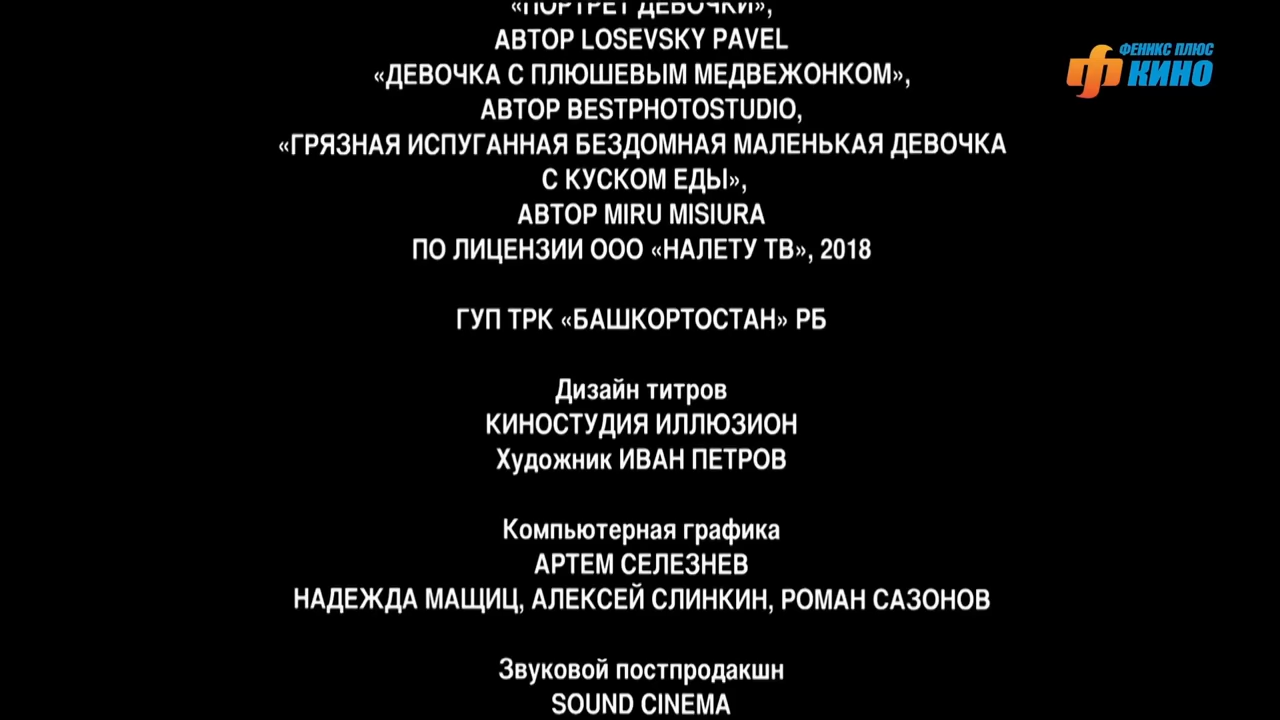 «ПОРТРЕТ ДЕВОЧКИ»,
АВТОР LOSEVSKY PAVEL
«ДЕВОЧКА С ПЛЮШЕВЫМ МЕДВЕЖОНКОМ»,
АВТОР BESTPHOTOSTUDIO,
«ГРЯЗНАЯ ИСПУГАННАЯ БЕЗДОМНАЯ МАЛЕНЬКАЯ ДЕВОЧКА
С КУСКОМ ЕДЫ»,
АВТОР MIRU MISIURA
ПО ЛИЦЕНЗИИ ООО «НАЛЕТУ ТВ», 2018
ГУП ТРК «БАШКОРТОСТАН» РБ
Дизайн титров
КИНОСТУДИЯ ИЛЛЮЗИОН
Художник ИВАН ПЕТРОВ
Компьютерная графика
АРТЕМ СЕЛЕЗНЕВ
НАДЕЖДА МАЩИЦ, АЛЕКСЕЙ СЛИНКИН, РОМАН САЗОНОВ
Звуковой постпродакшн
SOUND CINEMA
ФЕНИКС ПЛЮС
КИНО